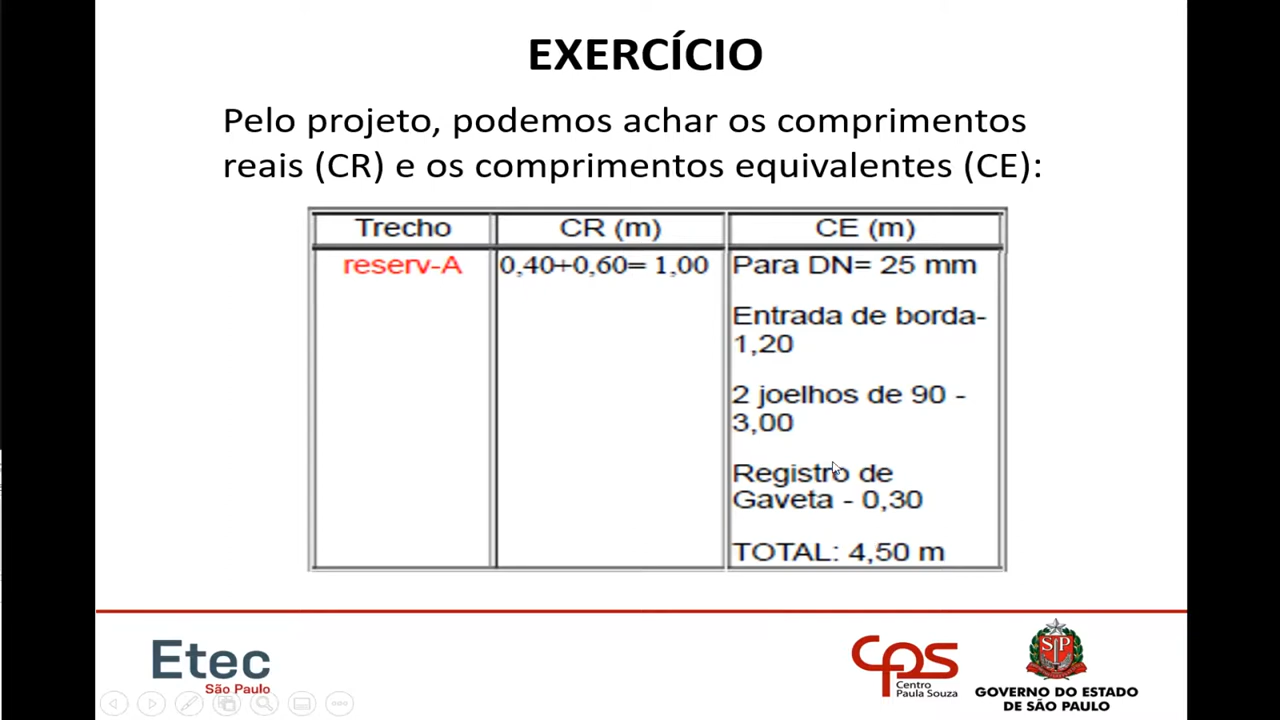 EXERCÍCIO
Pelo projeto, podemos achar os comprimentos
reais (CR) e os comprimentos equivalentes (CE):
Trecho
CR (m)
CE (m)
reserv-A
0,40+0,60= 1,00
Para DN= 25 mm
Entrada de borda-
1,20
2 joelhos de 90 -
3,00
Registro de
Gaveta - 0,30
TOTAL: 4,50 m
Etec
São Paulo
CPS
Centro
Paula Souza
SP
GOVERNO DO ESTADO
DE SÃO PAULO